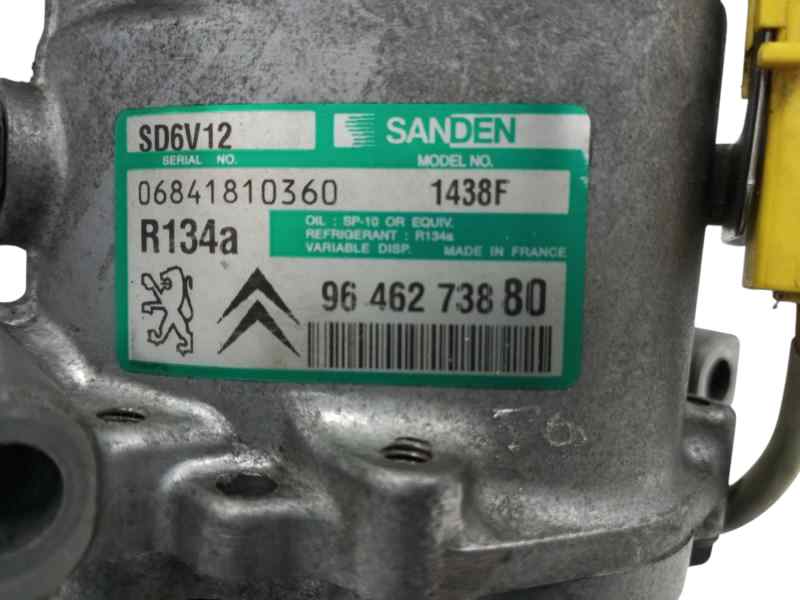 SD6V12 SANDEN
SERIAL NO. MODEL NO.
06841810360 1438F
R134a
OIL : SP-10 OR EQUIV.
REFRIGERANT : R134a
VARIABLE DISP. MADE IN FRANCE
96 462 738 80
T6